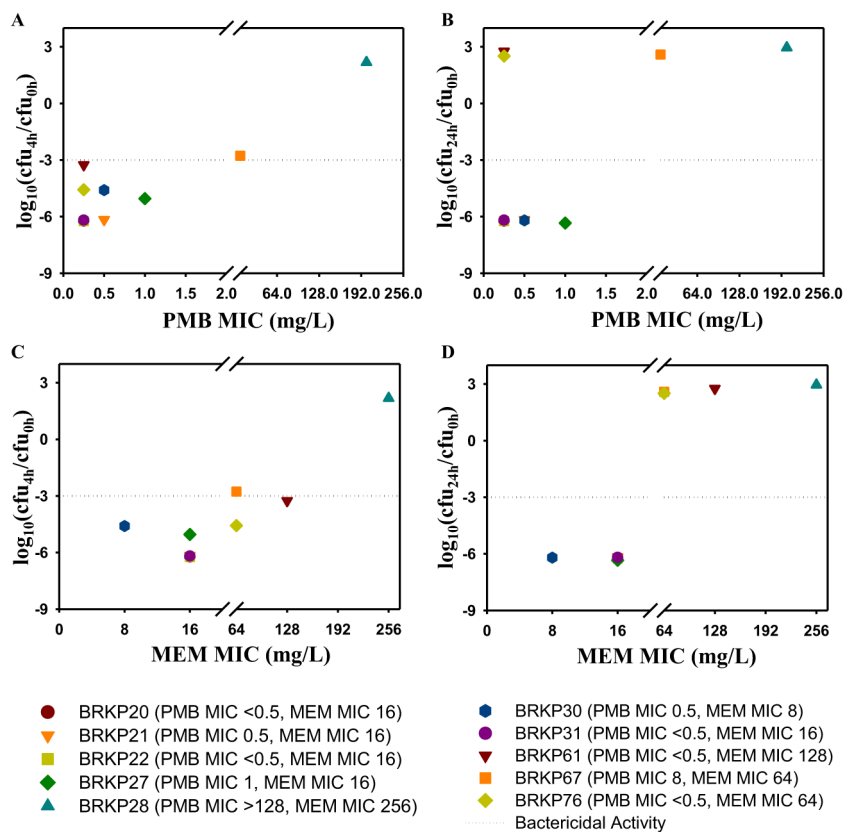 A
B
3
0
-3
-6
-9
log10(cfu4h/cfu0h)
0.0 0.5 1.0 1.5 2.0 64.0 128.0 192.0 256.0
PMB MIC (mg/L)
3
0
-3
-6
-9
log10(cfu24h/cfu0h)
0.0 0.5 1.0 1.5 2.0 64.0 128.0 192.0 256.0
PMB MIC (mg/L)
C
D
3
0
-3
-6
-9
log10(cfu4h/cfu0h)
0 8 16 64 128 192 256
MEM MIC (mg/L)
3
0
-3
-6
-9
log10(cfu24h/cfu0h)
0 8 16 64 128 192 256
MEM MIC (mg/L)
BRKP20 (PMB MIC <0.5, MEM MIC 16)
BRKP21 (PMB MIC 0.5, MEM MIC 16)
BRKP22 (PMB MIC <0.5, MEM MIC 16)
BRKP27 (PMB MIC 1, MEM MIC 16)
BRKP28 (PMB MIC >128, MEM MIC 256)
BRKP30 (PMB MIC 0.5, MEM MIC 8)
BRKP31 (PMB MIC <0.5, MEM MIC 16)
BRKP61 (PMB MIC <0.5, MEM MIC 128)
BRKP67 (PMB MIC 8, MEM MIC 64)
BRKP76 (PMB MIC <0.5, MEM MIC 64)
Bactericidal Activity